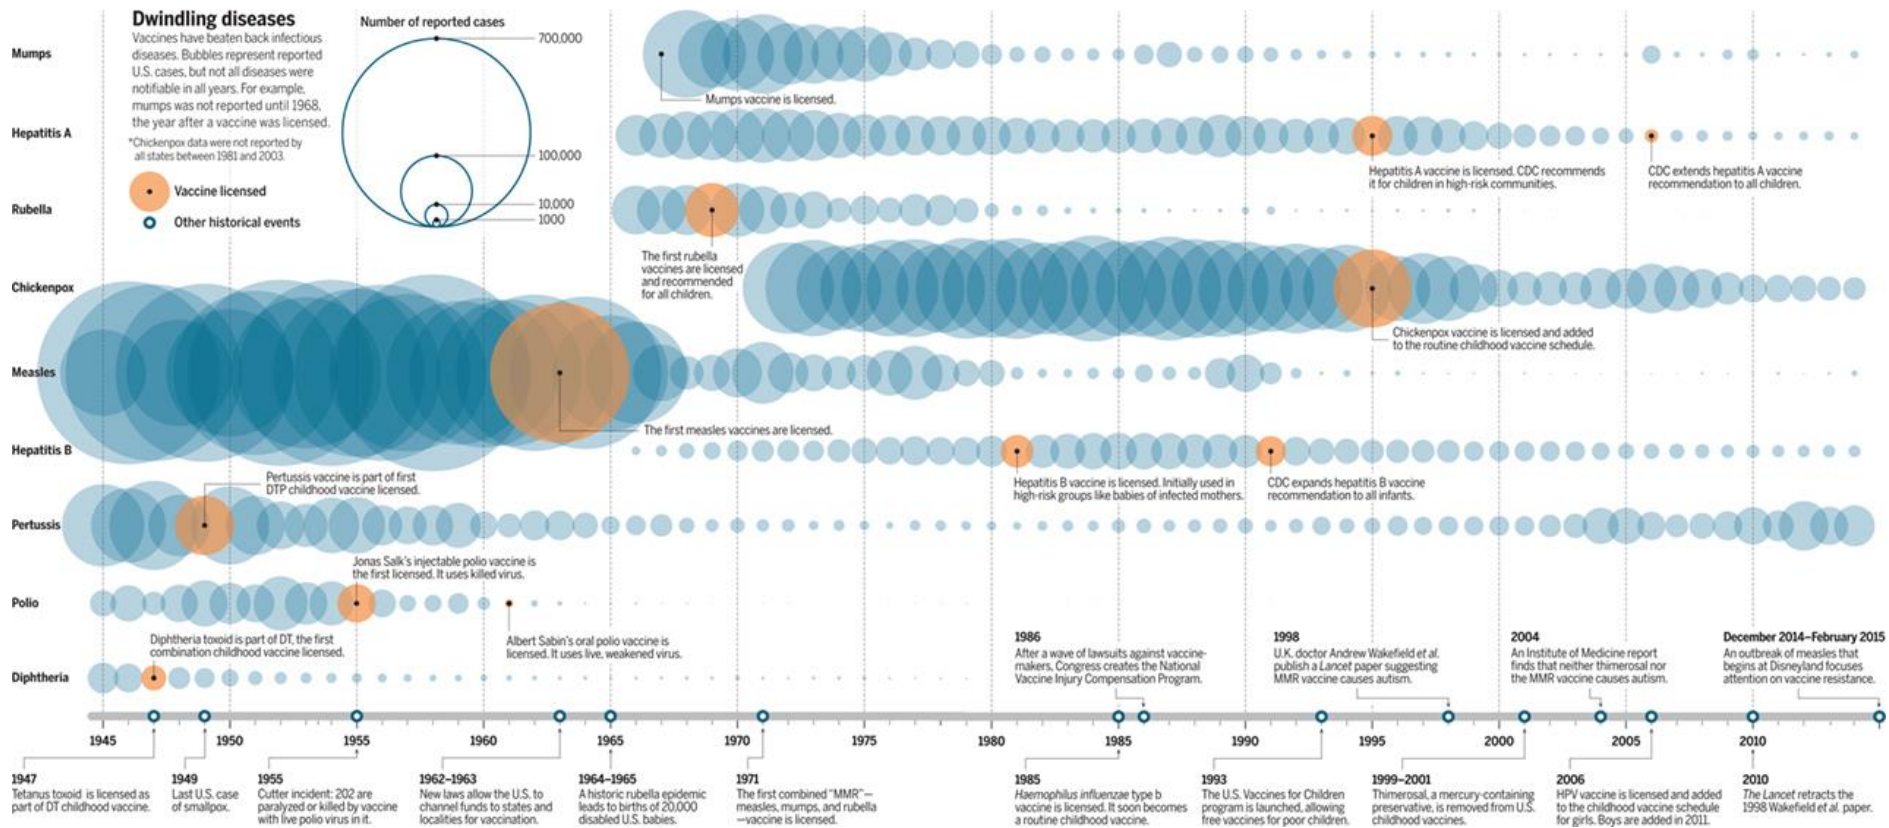 Dwindling diseases
Vaccines have beaten back infectious
diseases. Bubbles represent reported
U.S. cases, but not all diseases were
notifiable in all years. For example,
mumps was not reported until 1968,
the year after a vaccine was licensed.
*Chickenpox data were not reported by
all states between 1981 and 2003.
Vaccine licensed
Other historical events
Number of reported cases
700,000
100,000
10,000
1000
Mumps
Mumps vaccine is licensed.
Hepatitis A
Hepatitis A vaccine is licensed. CDC recommends
it for children in high-risk communities.
CDC extends hepatitis A vaccine
recommendation to all children.
Rubella
The first rubella
vaccines are licensed
and recommended
for all children.
Chickenpox
Chickenpox vaccine is licensed and added
to the routine childhood vaccine schedule.
Measles
The first measles vaccines are licensed.
Hepatitis B
Hepatitis B vaccine is licensed. Initially used in
high-risk groups like babies of infected mothers.
CDC expands hepatitis B vaccine
recommendation to all infants.
Pertussis
Pertussis vaccine is part of first
DTP childhood vaccine licensed.
Polio
Jonas Salk's injectable polio vaccine is
the first licensed. It uses killed virus.
Albert Sabin's oral polio vaccine is
licensed. It uses live, weakened virus.
Diphtheria
Diphtheria toxoid is part of DT, the first
combination childhood vaccine licensed.
1986
After a wave of lawsuits against vaccine-
makers, Congress creates the National
Vaccine Injury Compensation Program.
1998
U.K. doctor Andrew Wakefield et al.
publish a Lancet paper suggesting
MMR vaccine causes autism.
2004
An Institute of Medicine report
finds that neither thimerosal nor
the MMR vaccine causes autism.
December 2014–February 2015
An outbreak of measles that
begins at Disneyland focuses
attention on vaccine resistance.
1945 1950 1955 1960 1965 1970 1975 1980 1985 1990 1995 2000 2005 2010
1947
Tetanus toxoid is licensed as
part of DT childhood vaccine.
1949
Last U.S. case
of smallpox.
1955
Cutter incident: 202 are
paralyzed or killed by vaccine
with live polio virus in it.
1962–1963
New laws allow the U.S. to
channel funds to states and
localities for vaccination.
1964–1965
A historic rubella epidemic
leads to births of 20,000
disabled U.S. babies.
1971
The first combined "MMR"—
measles, mumps, and rubella
—vaccine is licensed.
1985
Haemophilus influenzae type b
vaccine is licensed. It soon becomes
a routine childhood vaccine.
1993
The U.S. Vaccines for Children
program is launched, allowing
free vaccines for poor children.
1999–2001
Thimerosal, a mercury-containing
preservative, is removed from U.S.
childhood vaccines.
2006
HPV vaccine is licensed and added
to the childhood vaccine schedule
for girls. Boys are added in 2011.
2010
The Lancet retracts the
1998 Wakefield et al. paper.